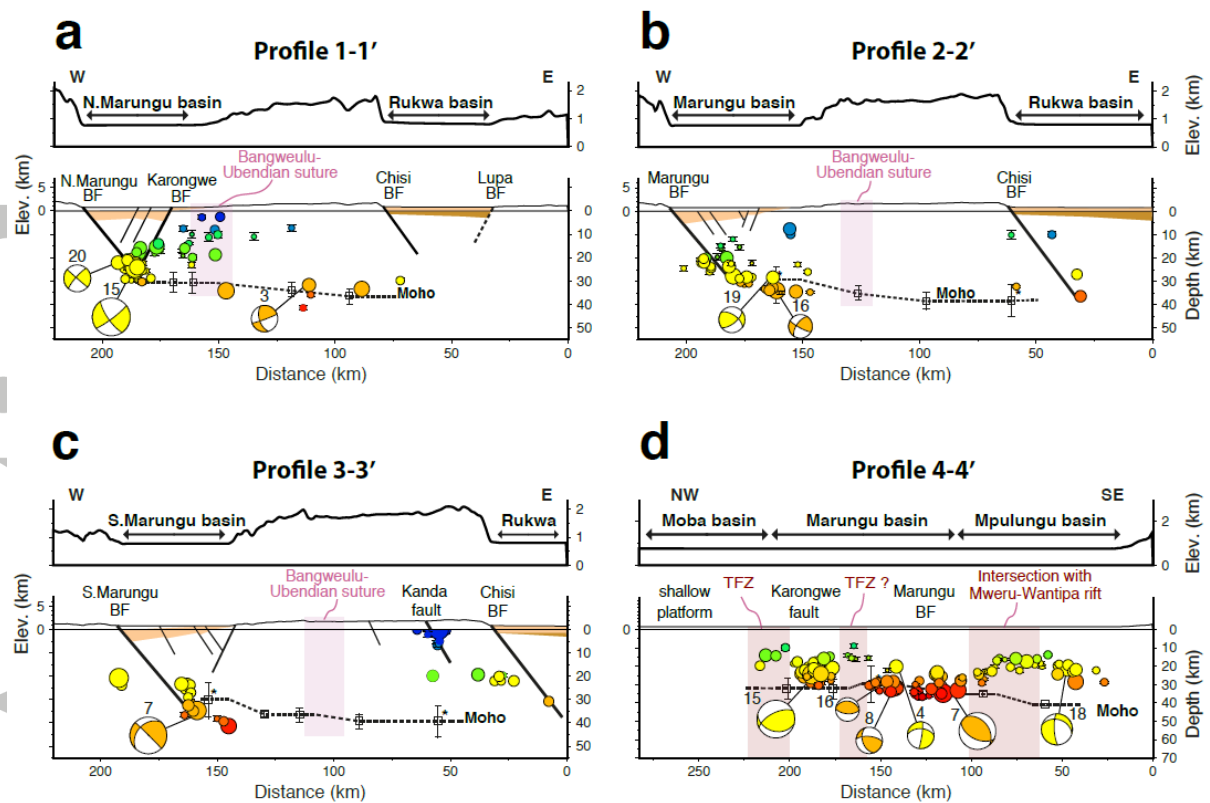 a
Profile 1-1'
W
E
N.Marungu basin
Rukwa basin
2
1
0
Elev. (km)
Bangweulu-
Ubendian suture
N.Marungu
BF
Karongwe
BF
Chisi
BF
Lupa
BF
Elev. (km)
5
0
0
10
20
30
40
50
Depth (km)
20
15
3
Moho
200
150
100
50
0
Distance (km)
b
Profile 2-2'
W
E
Marungu basin
Rukwa basin
2
1
0
Elev. (km)
Bangweulu-
Ubendian suture
Marungu
BF
Chisi
BF
5
0
0
10
20
30
40
50
Depth (km)
*
19
16
Moho
*
200
150
100
50
0
Distance (km)
c
Profile 3-3'
W
E
S.Marungu basin
Rukwa
2
1
0
Elev. (km)
Bangweulu-
Ubendian suture
S.Marungu
BF
Kanda
fault
Chisi
BF
Elev. (km)
5
0
0
10
20
30
40
50
Depth (km)
*
7
*
Moho
200
150
100
50
0
Distance (km)
d
Profile 4-4'
NW
SE
Moba basin
Marungu basin
Mpulungu basin
2
0
Elev. (km)
shallow
platform
TFZ
Karongwe
fault
TFZ ?
Marungu
BF
Intersection with
Mweru-Wantipa rift
0
0
10
20
30
40
50
60
70
Depth (km)
15
16
8
4
7
18
Moho
250
200
150
100
50
0
Distance (km)